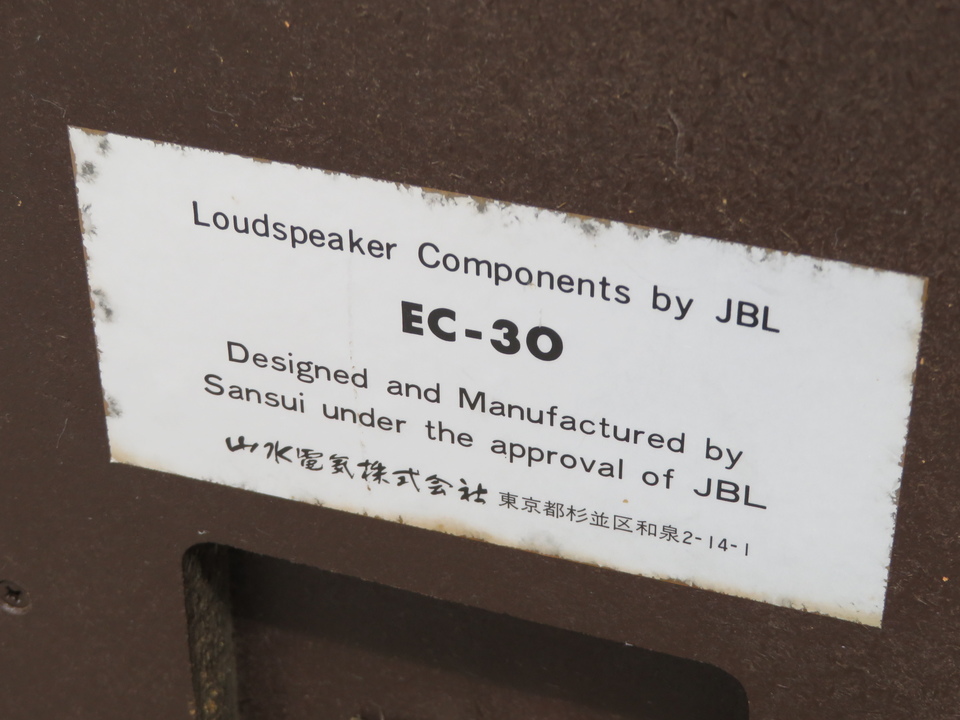 Loudspeaker Components by JBL
EC-30
Designed and Manufactured by
Sansui under the approval of JBL
山水電気株式会社 東京都杉並区和泉2-14-1